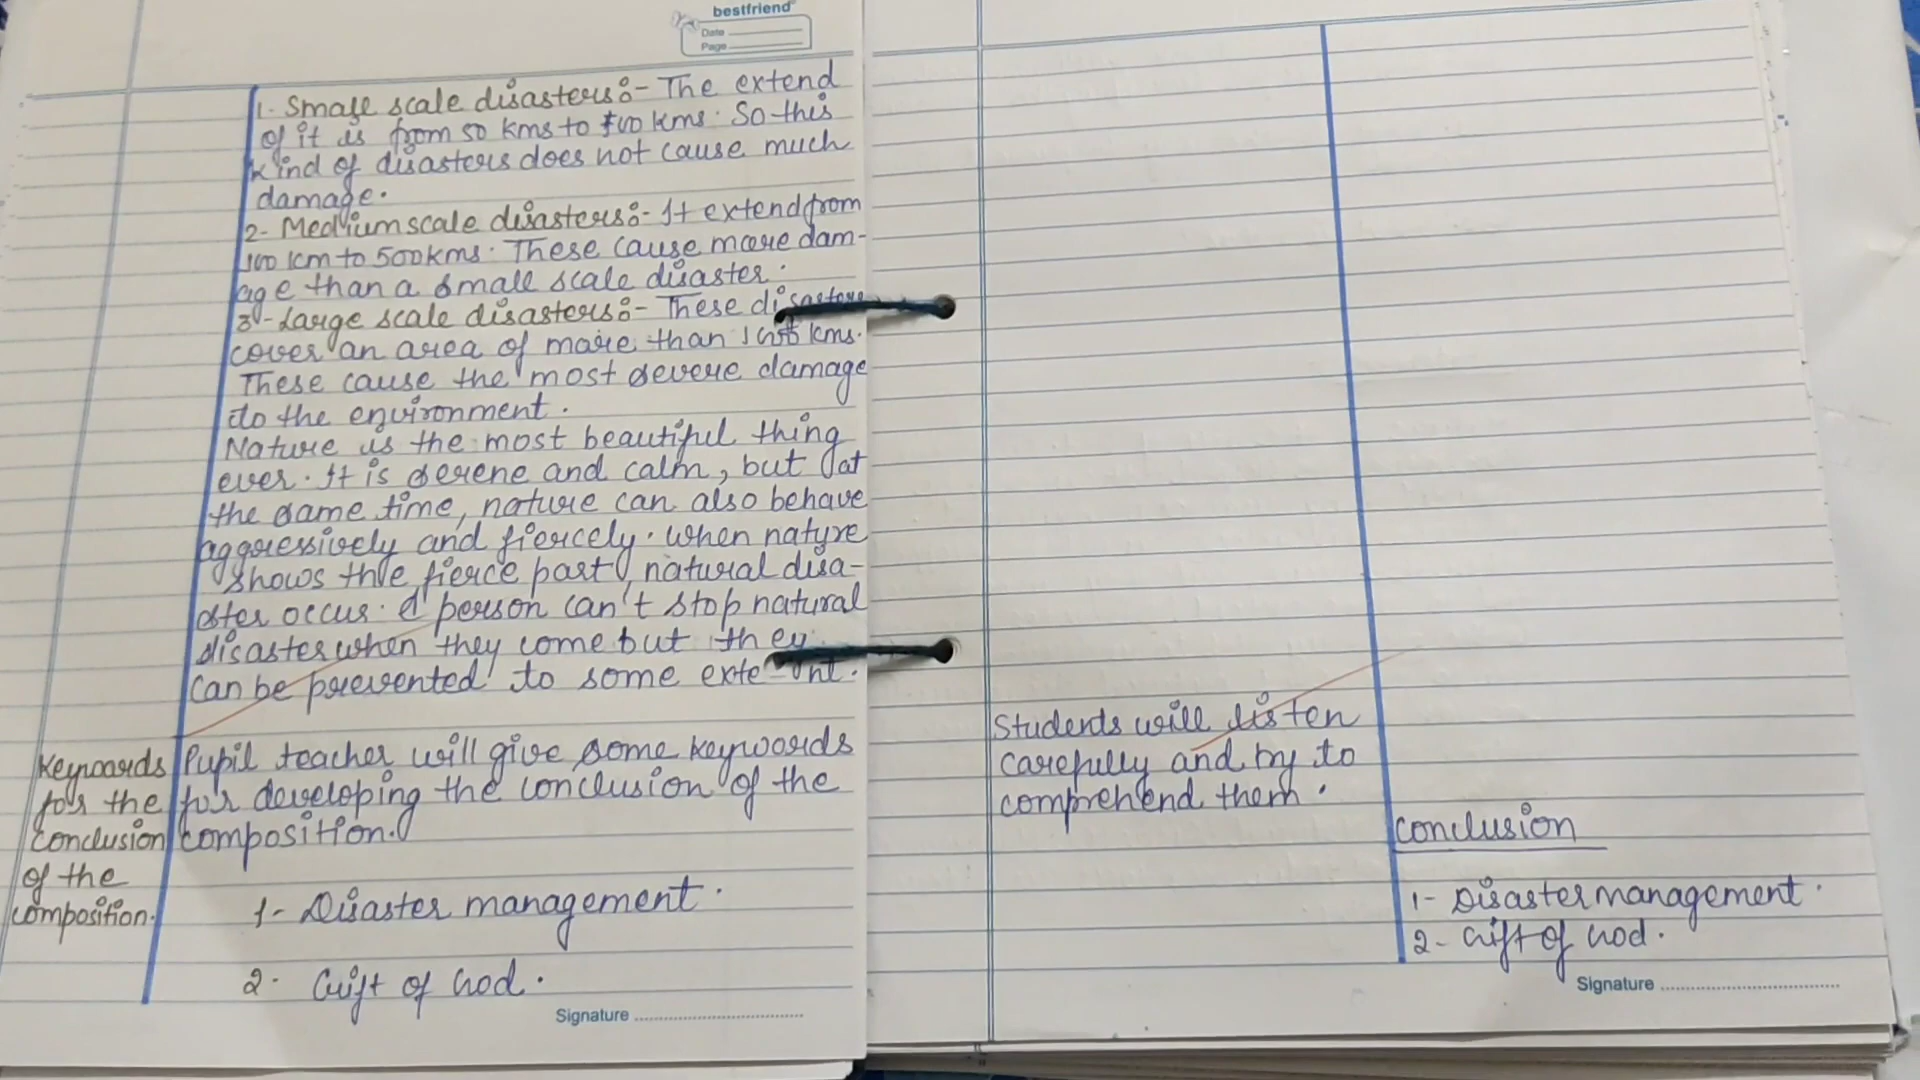 bestfriend
Date
Page
1- Small scale disasters:- The extend
of it is from 50 kms to 100 kms. So this
kind of disasters does not cause much
damage.
2- Medium scale disasters:- It extend from
100 km to 500 kms. These cause more dam-
age than a small scale disaster.
3- Large scale disasters:- These disasters
cover an area of more than kms.
These cause the most severe damage
to the environment.
Nature is the most beautiful thing
ever. It is serene and calm, but at
the same time, nature can also behave
aggressively and fiercely. When nature
shows the fierce part, natural disa-
ster occus. A person can't stop natural
disaster when they come but they
can be prevented to some extent.
Keywords
for the
conclusion
of the
composition.
Pupil teacher will give some keywords
for developing the conclusion of the
composition.
1- Disaster management.
2- Gift of God.
Signature
Students will listen
carefully and try to
comprehend them.
Conclusion
1- Disaster management.
2- Gift of God.
Signature